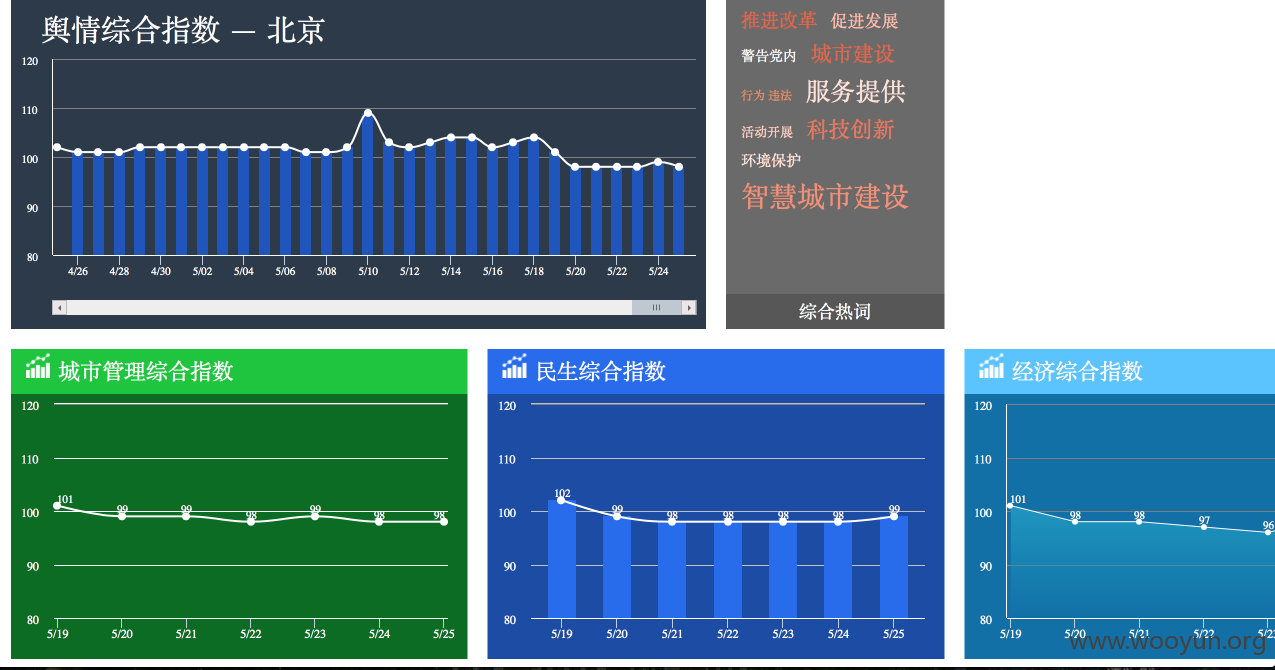 舆情综合指数 — 北京
120
110
100
90
80
4/26 4/28 4/30 5/02 5/04 5/06 5/08 5/10 5/12 5/14 5/16 5/18 5/20 5/22 5/24
推进改革 促进发展
警告党内 城市建设
行为 违法 服务提供
活动开展 科技创新
环境保护
智慧城市建设
综合热词
城市管理综合指数
120
110
100
90
80
101 99 99 98 99 98 98
5/19 5/20 5/21 5/22 5/23 5/24 5/25
民生综合指数
120
110
100
90
80
102 99 98 98 98 98 99
5/19 5/20 5/21 5/22 5/23 5/24 5/25
经济综合指数
120
110
100
90
80
101 98 98 97 96
5/19 5/20 5/21 5/22 5/23
www.wooyun.org